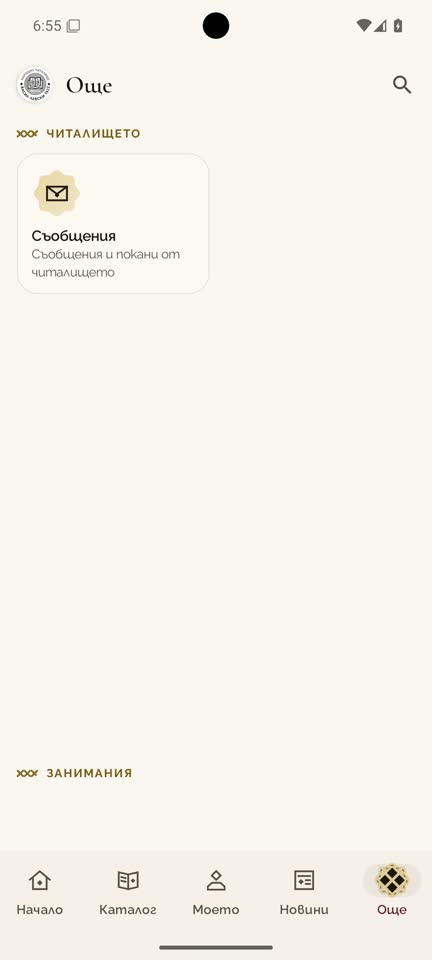 6:55
Още
ЧИТАЛИЩЕТО
Съобщения
Съобщения и покани от
читалището
ЗАНИМАНИЯ
Начало
Каталог
Моето
Новини
Още